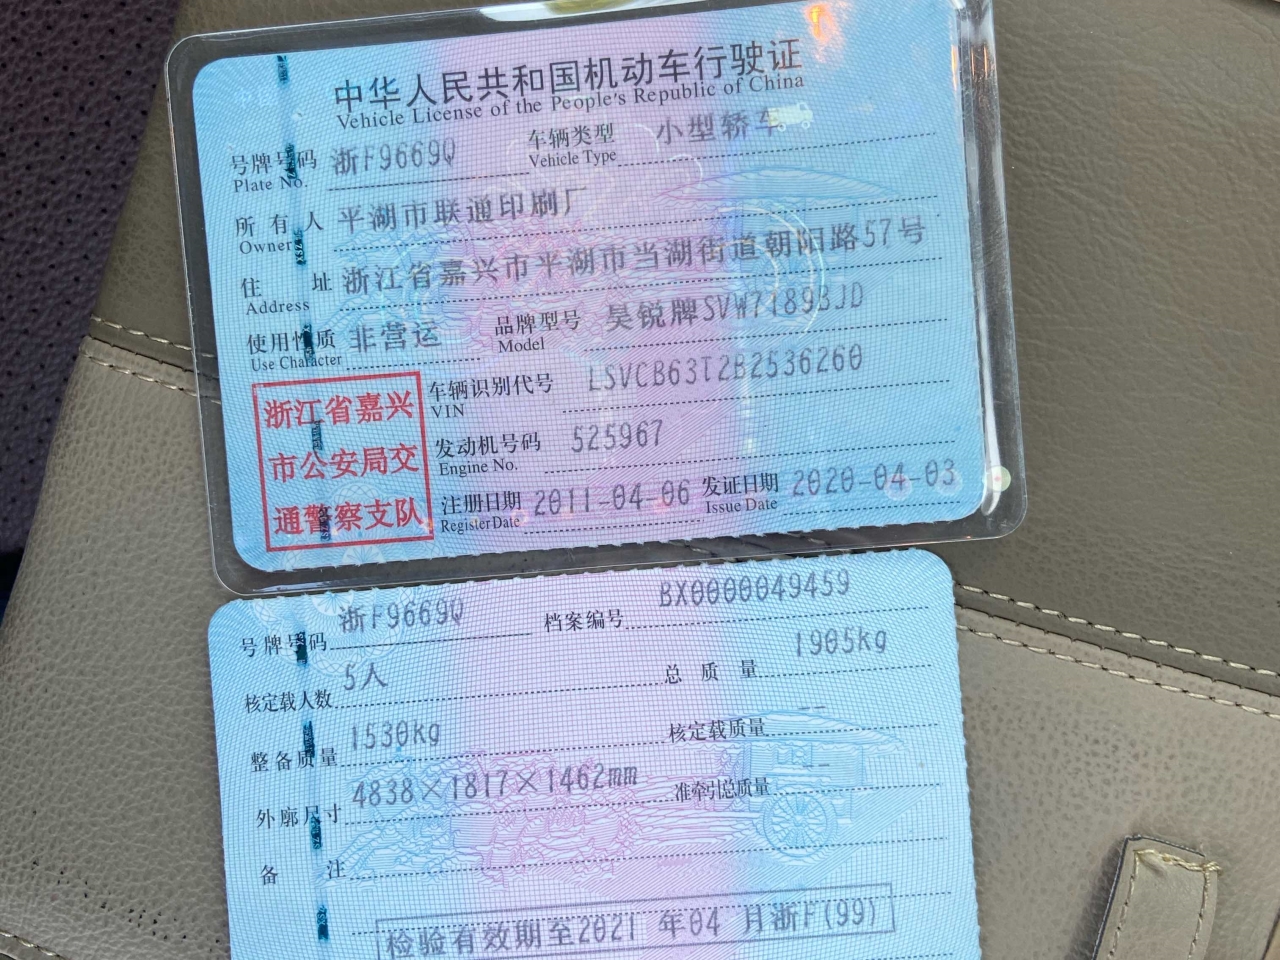 中华人民共和国机动车行驶证
Vehicle License of the People's Republic of China
号牌号码 浙F9669Q 车辆类型 小型轿车
Plate No. Vehicle Type
所有人 平湖市联通印刷厂
Owner
住址 浙江省嘉兴市平湖市当湖街道朝阳路57号
Address
使用性质 非营运 品牌型号 昊锐牌SVW71893JD
Use Character Model
车辆识别代号 LSVCB63T2B2536260
VIN
发动机号码 525967
Engine No.
注册日期 2011-04-06 发证日期 2020-04-03
Register Date Issue Date
浙江省嘉兴
市公安局交
通警察支队
号牌号码 浙F9669Q 档案编号 BX0000049459
核定载人数 5人 总质量 1905kg
整备质量 1530kg 核定载质量 --
外廓尺寸 4838×1817×1462mm 准牵引总质量 --
备注
检验有效期至2021年04月浙F(99)